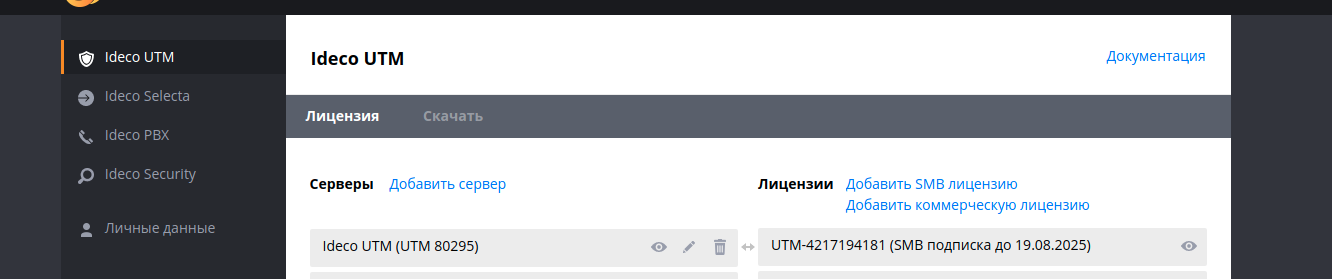 Ideco UTM
Ideco Selecta
Ideco PBX
Ideco Security
Личные данные
Ideco UTM
Документация
Лицензия
Скачать
Серверы Добавить сервер
Ideco UTM (UTM 80295)
Лицензии Добавить SMB лицензию
Добавить коммерческую лицензию
UTM-4217194181 (SMB подписка до 19.08.2025)